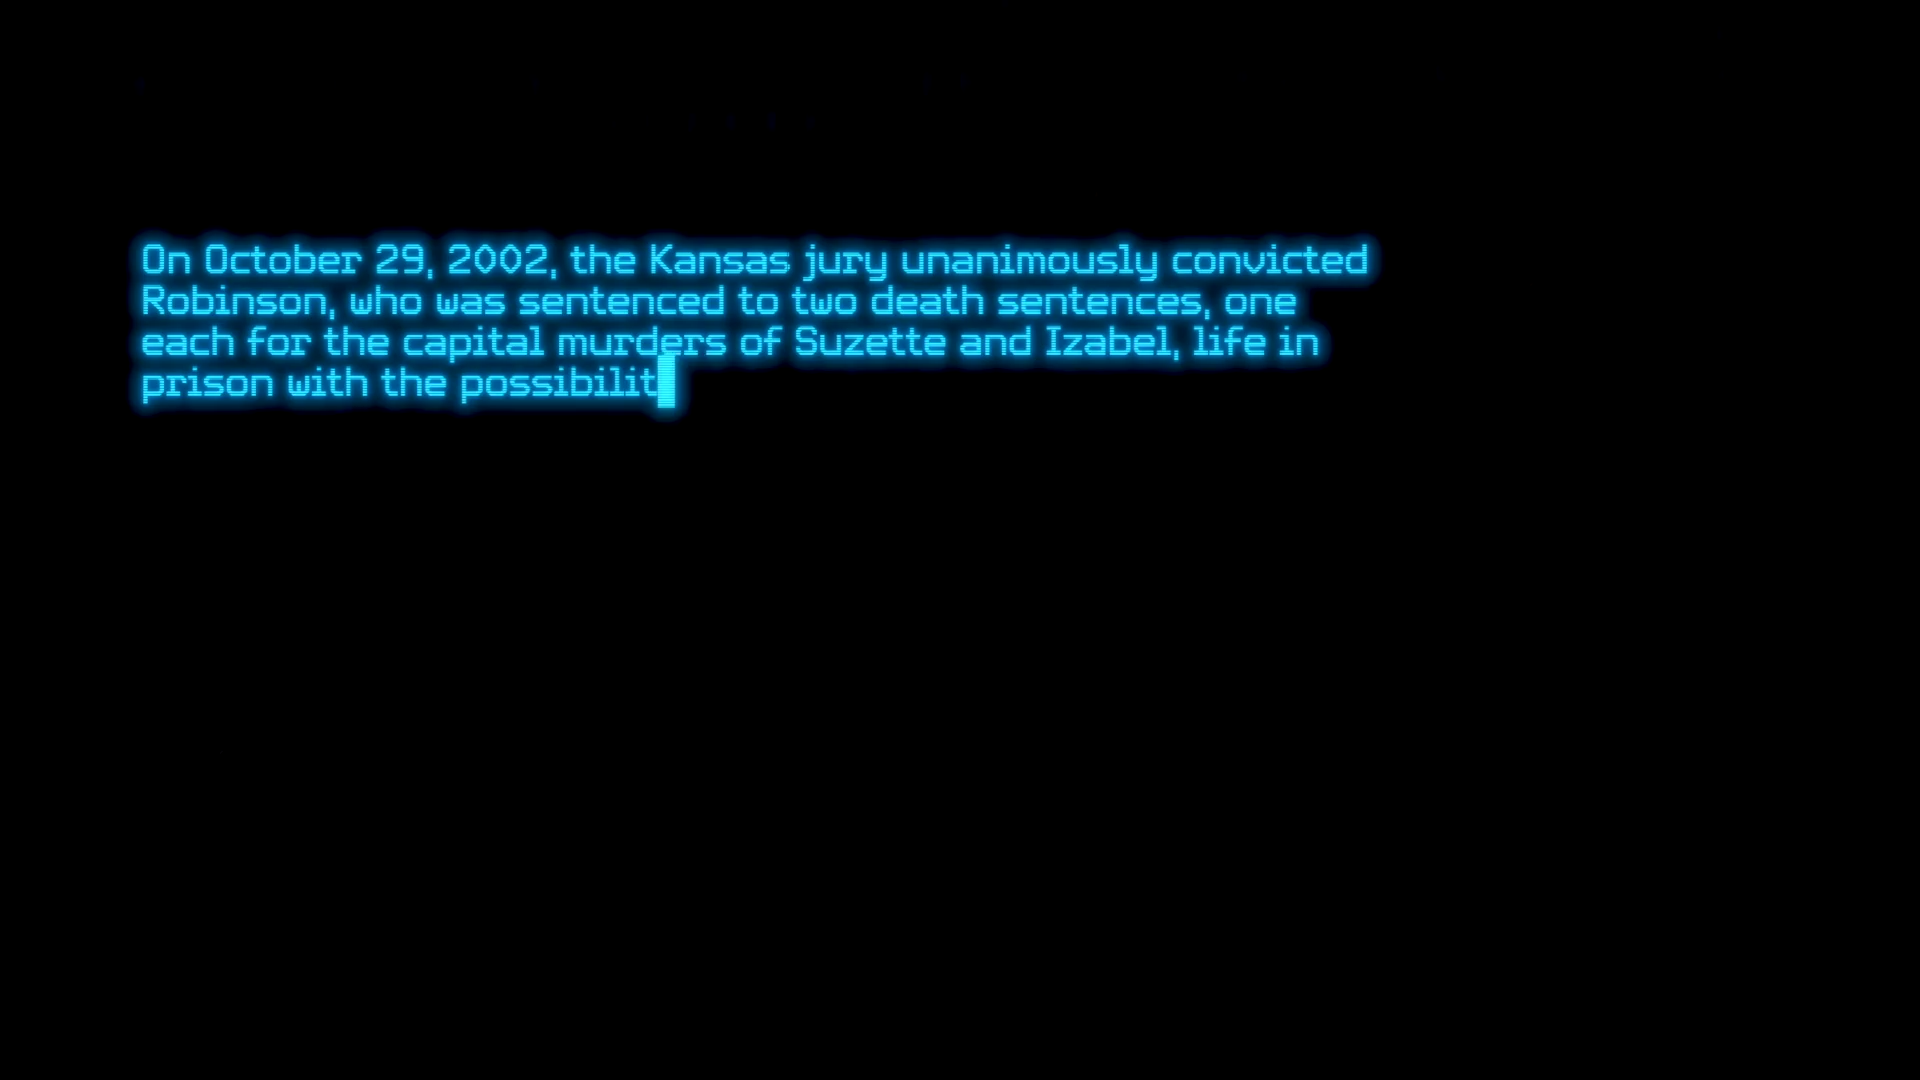 On October 29, 2002, the Kansas jury unanimously convicted
Robinson, who was sentenced to two death sentences, one
each for the capital murders of Suzette and Izabel, life in
prison with the possibilit